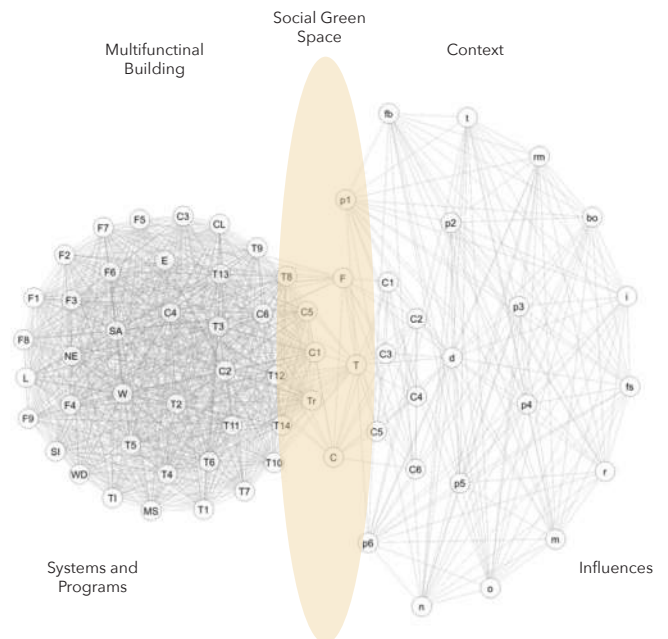 Social Green
Space
Multifunctinal
Building
Context
fb
t
rm
p1
p2
bo
F7
F5
C3
CL
T9
F2
F6
E
T13
T8
F
C1
i
F1
F3
C4
C6
C5
C2
p3
F8
SA
T3
NE
C1
C3
d
T
L
W
C2
T12
fs
F9
F4
T2
Tr
C4
p4
SI
T5
T11
T14
C5
WD
T4
T6
T10
C
C6
r
TI
MS
T1
T7
p5
p6
m
Systems and
Programs
Influences
o
n